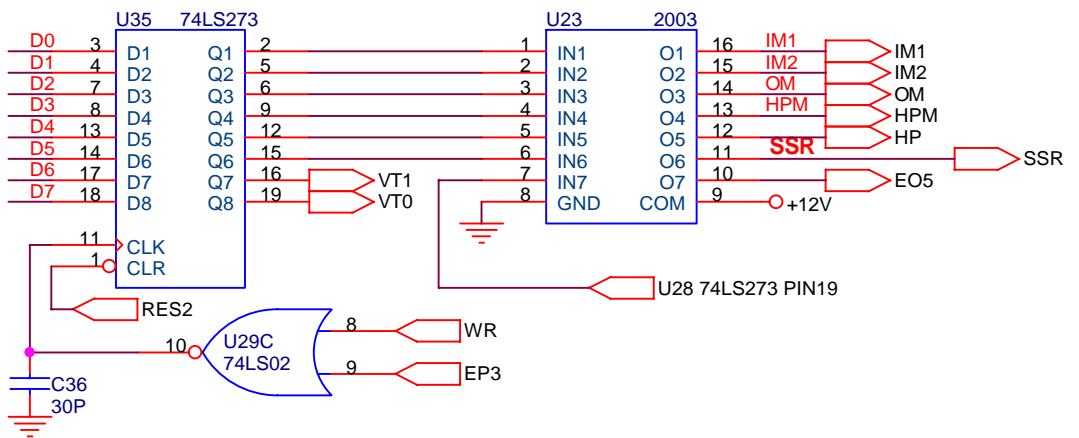 U35 74LS273 U23 2003
D0 3 D1 Q1 2 1 IN1 O1 16 IM1 IM1
D1 4 D2 Q2 5 2 IN2 O2 15 IM2 IM2
D2 7 D3 Q3 6 3 IN3 O3 14 OM OM
D3 8 D4 Q4 9 4 IN4 O4 13 HPM HPM
D4 13 D5 Q5 12 5 IN5 O5 12 HP
D5 14 D6 Q6 15 6 IN6 O6 11 SSR SSR
D6 17 D7 Q7 16 VT1 7 IN7 O7 10 EO5
D7 18 D8 Q8 19 VT0 8 GND COM 9 +12V
11 CLK
1 CLR
RES2 U28 74LS273 PIN19
10 U29C 8 WR
74LS02 9 EP3
C36
30P